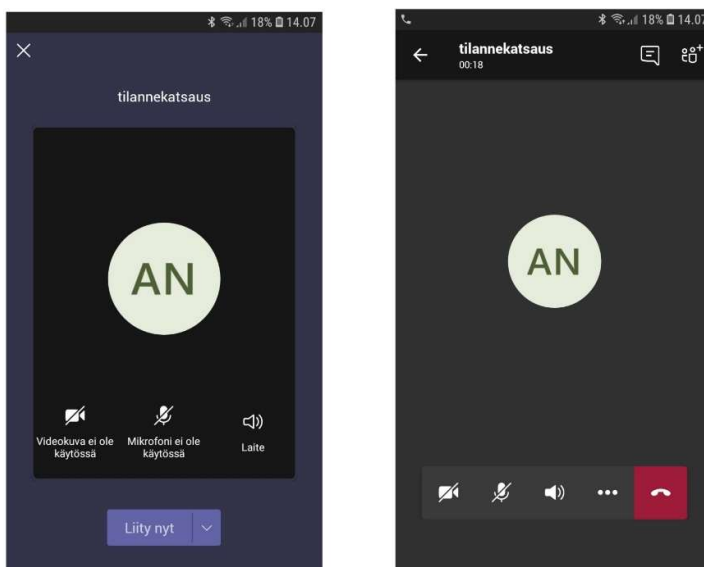 18% 14.07
tilannekatsaus
AN
Videokuva ei ole
käytössä
Mikrofoni ei ole
käytössä
Laite
Liity nyt
18% 14.07
tilannekatsaus
00:18
AN